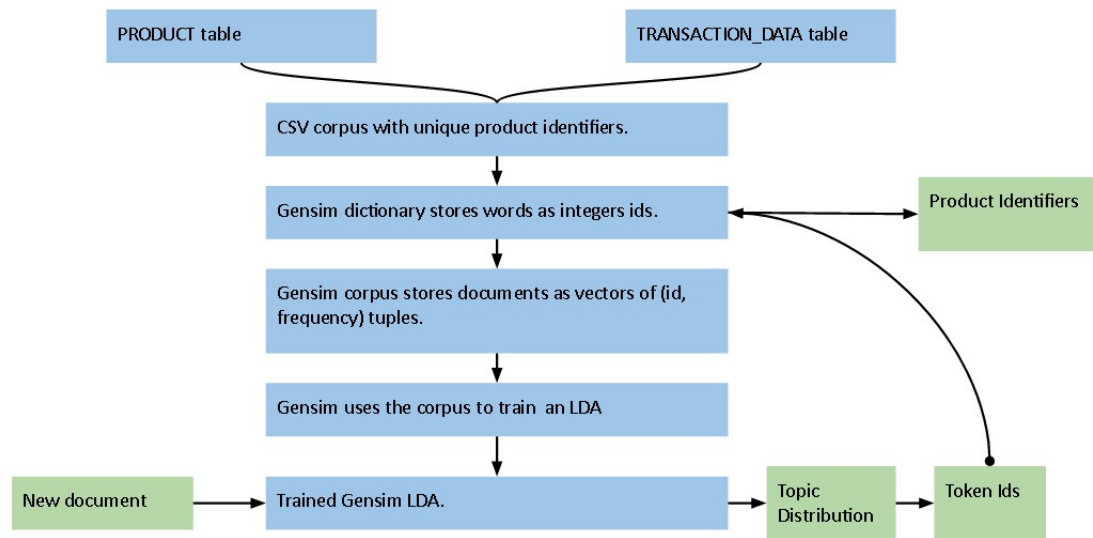 PRODUCT table
TRANSACTION_DATA table
CSV corpus with unique product identifiers.
Gensim dictionary stores words as integers ids.
Product Identifiers
Gensim corpus stores documents as vectors of (id,
frequency) tuples.
Gensim uses the corpus to train an LDA
New document
Trained Gensim LDA.
Topic
Distribution
Token Ids